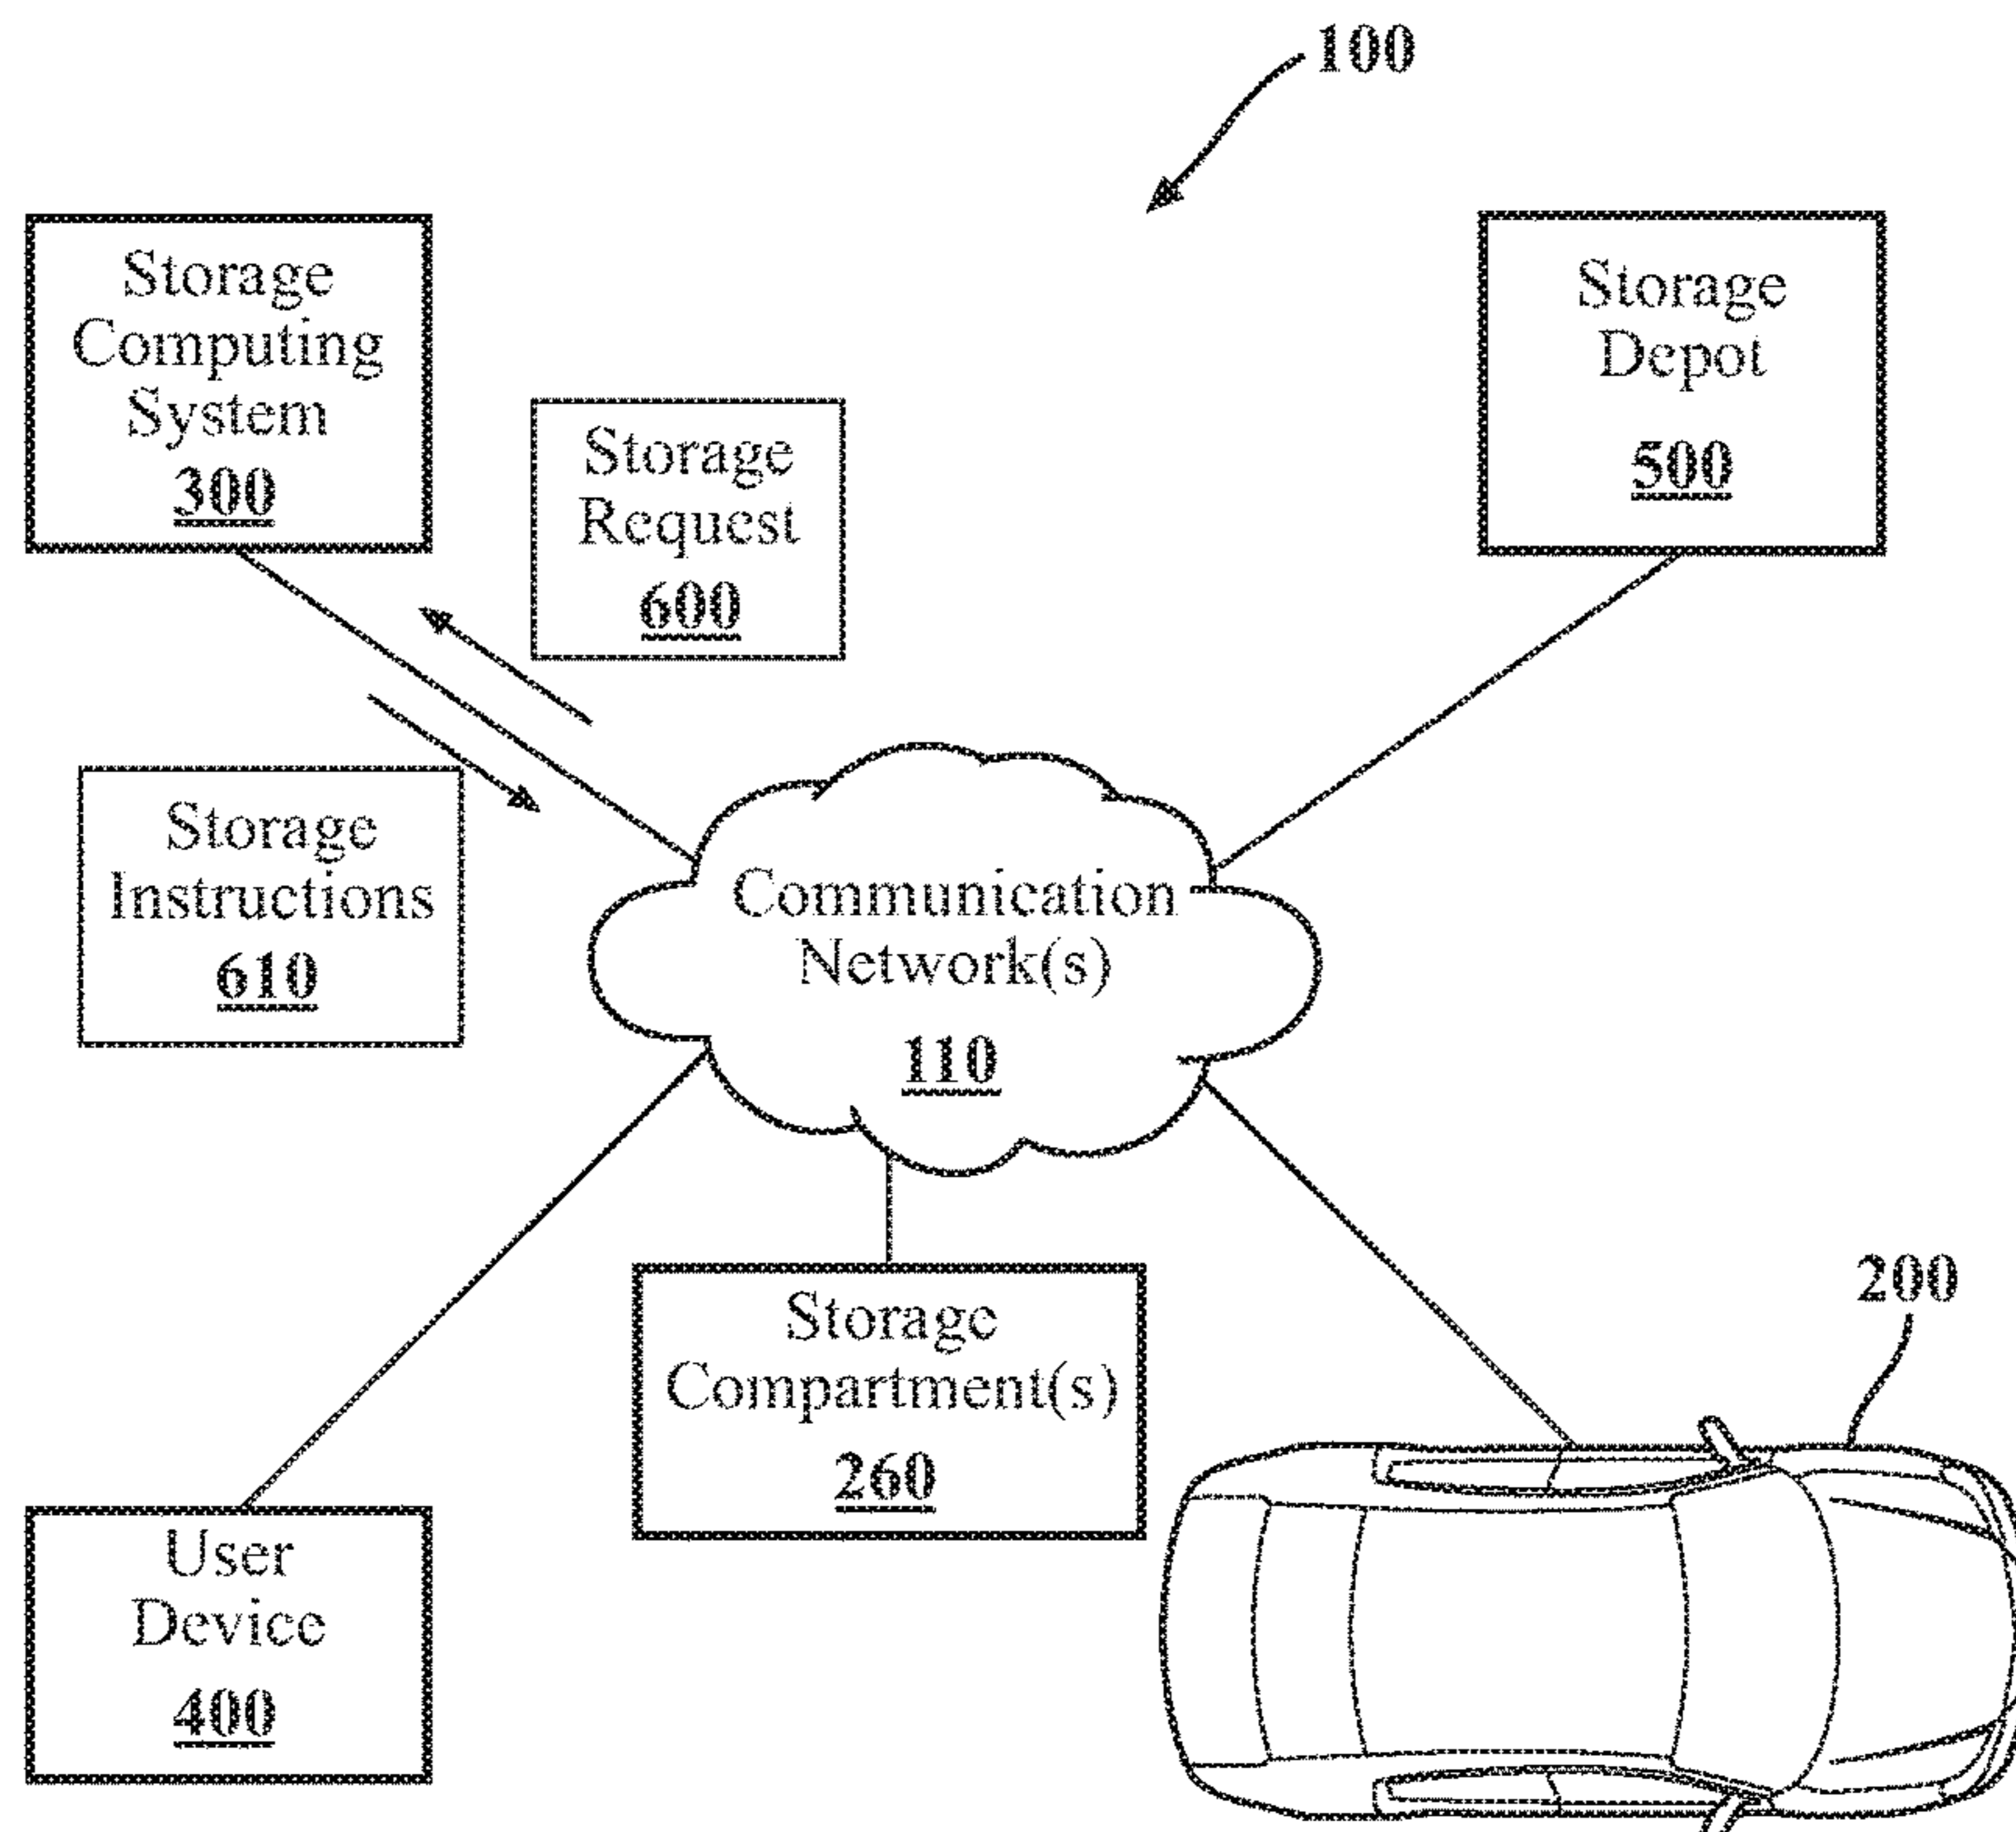 100
Storage
Computing
System
300
Storage
Depot
500
Storage
Request
600
Storage
Instructions
610
Communication
Network(s)
110
200
Storage
Compartment(s)
260
User
Device
400